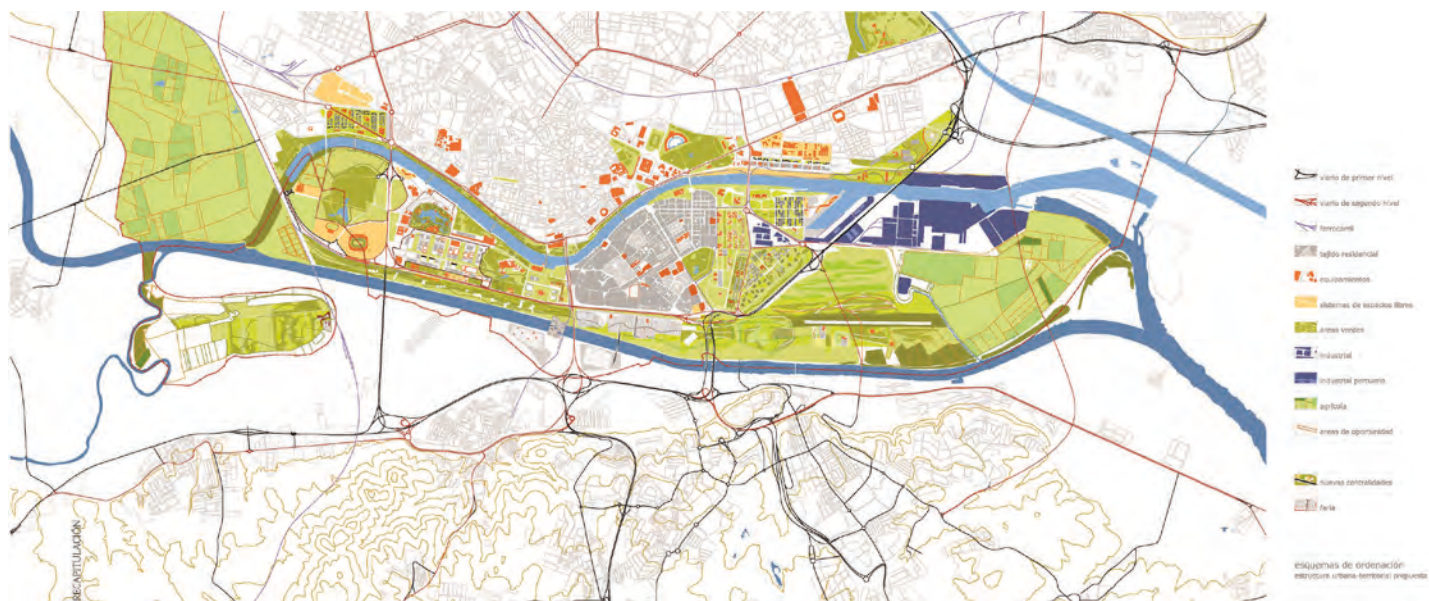 viario de primer nivel
viario de segundo nivel
ferrocarril
tejido residencial
equipamientos
sistemas de espacios libres
áreas verdes
industrial
industrial portuario
agrícola
áreas de oportunidad
nuevas centralidades
feria
esquemas de ordenación
estructura urbana-territorial propuesta
RECAPITULACIÓN